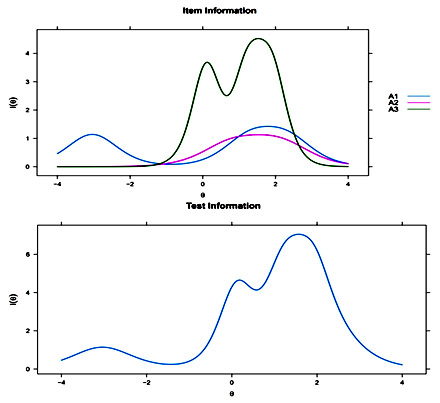 Item Information
4
3
2
1
0
I(θ)
-4 -2 0 2 4
θ
A1
A2
A3
Test Information
6
4
2
0
I(θ)
-4 -2 0 2 4
θ